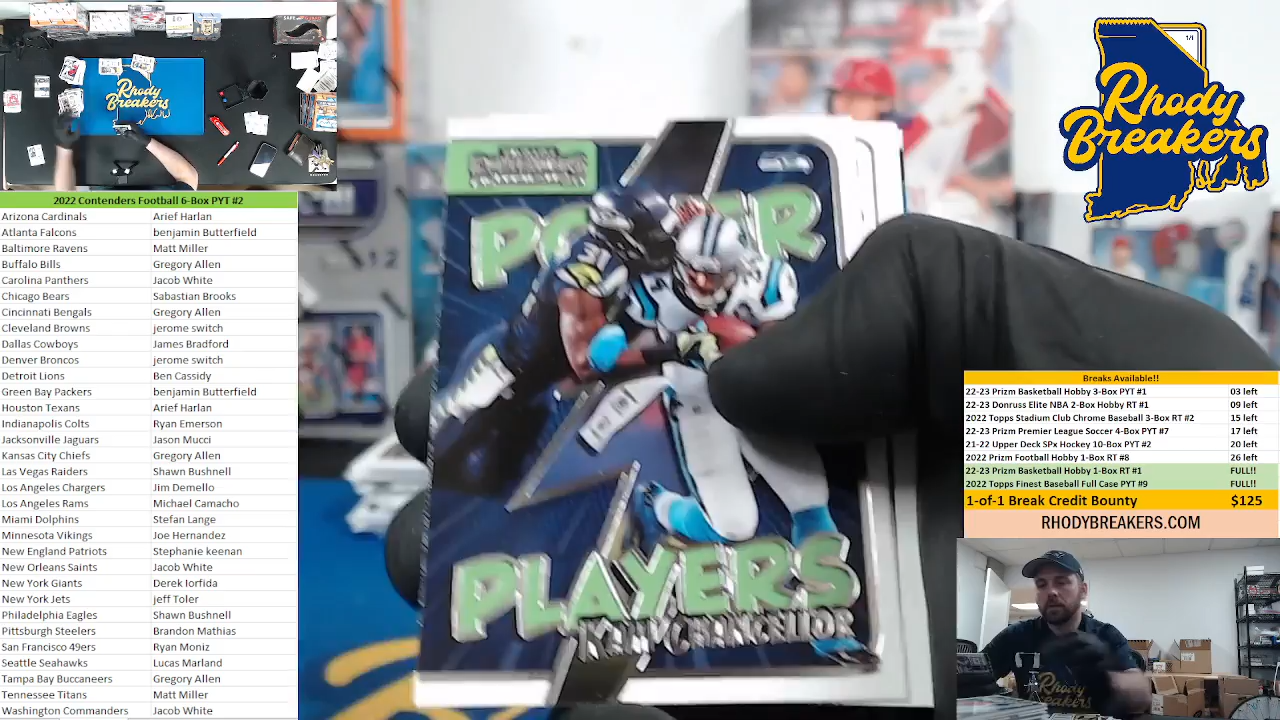 Rhody
Breakers
2022 Contenders Football 6-Box PYT #2
Arizona Cardinals Arief Harlan
Atlanta Falcons benjamin Butterfield
Baltimore Ravens Matt Miller
Buffalo Bills Gregory Allen
Carolina Panthers Jacob White
Chicago Bears Sabastian Brooks
Cincinnati Bengals Gregory Allen
Cleveland Browns jerome switch
Dallas Cowboys James Bradford
Denver Broncos jerome switch
Detroit Lions Ben Cassidy
Green Bay Packers benjamin Butterfield
Houston Texans Arief Harlan
Indianapolis Colts Ryan Emerson
Jacksonville Jaguars Jason Mucci
Kansas City Chiefs Gregory Allen
Las Vegas Raiders Shawn Bushnell
Los Angeles Chargers Jim Demello
Los Angeles Rams Michael Camacho
Miami Dolphins Stefan Lange
Minnesota Vikings Joe Hernandez
New England Patriots Stephanie keenan
New Orleans Saints Jacob White
New York Giants Derek Iorfida
New York Jets jeff Toler
Philadelphia Eagles Shawn Bushnell
Pittsburgh Steelers Brandon Mathias
San Francisco 49ers Ryan Moniz
Seattle Seahawks Lucas Marland
Tampa Bay Buccaneers Gregory Allen
Tennessee Titans Matt Miller
Washington Commanders Jacob White
POWER
31
PLAYERS
KAM CHANCELLOR
1/1
Rhody
Breakers
Breaks Available!!
22-23 Prizm Basketball Hobby 3-Box PYT #1 03 left
22-23 Donruss Elite NBA 2-Box Hobby RT #1 09 left
2022 Topps Stadium Club Chrome Baseball 3-Box RT #2 15 left
22-23 Prizm Premier League Soccer 4-Box PYT #7 17 left
21-22 Upper Deck SPx Hockey 10-Box PYT #2 20 left
2022 Prizm Football Hobby 1-Box RT #8 26 left
22-23 Prizm Basketball Hobby 1-Box RT #1 FULL!!
2022 Topps Finest Baseball Full Case PYT #9 FULL!!
1-of-1 Break Credit Bounty $125
RHODYBREAKERS.COM
Rhody
Breakers